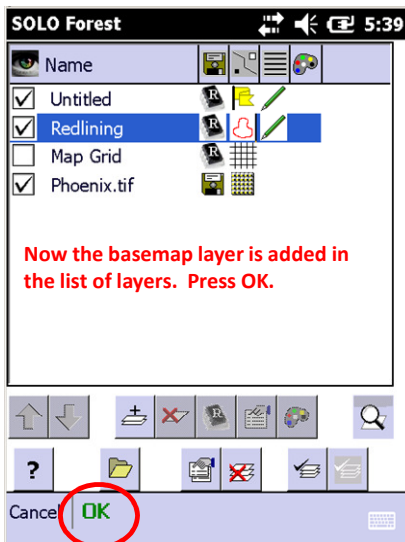 SOLO Forest 5:39
Name
Untitled
Redlining
Map Grid
Phoenix.tif
Now the basemap layer is added in
the list of layers. Press OK.
?
Cancel OK